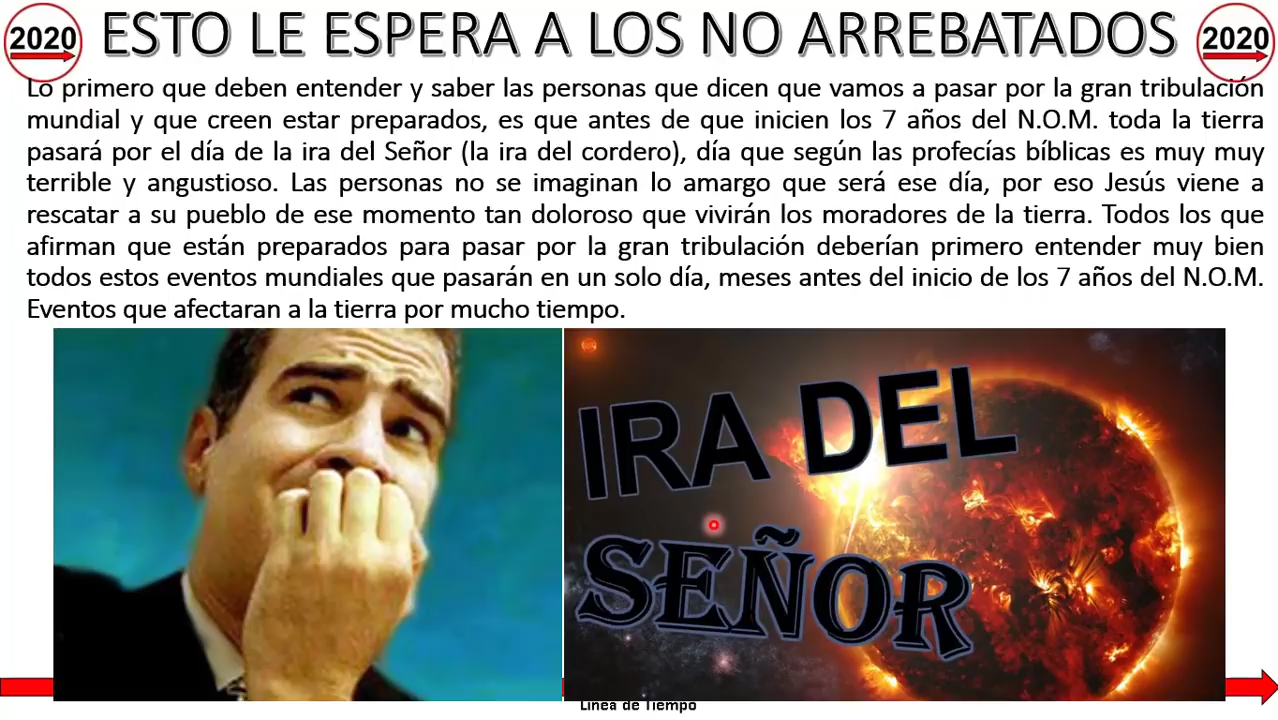 2020
ESTO LE ESPERA A LOS NO ARREBATADOS
2020
Lo primero que deben entender y saber las personas que dicen que vamos a pasar por la gran tribulación
mundial y que creen estar preparados, es que antes de que inicien los 7 años del N.O.M. toda la tierra
pasará por el día de la ira del Señor (la ira del cordero), día que según las profecías bíblicas es muy muy
terrible y angustioso. Las personas no se imaginan lo amargo que será ese día, por eso Jesús viene a
rescatar a su pueblo de ese momento tan doloroso que vivirán los moradores de la tierra. Todos los que
afirman que están preparados para pasar por la gran tribulación deberían primero entender muy bien
todos estos eventos mundiales que pasarán en un solo día, meses antes del inicio de los 7 años del N.O.M.
Eventos que afectaran a la tierra por mucho tiempo.
IRA DEL
SEÑOR
Linea de Tiempo